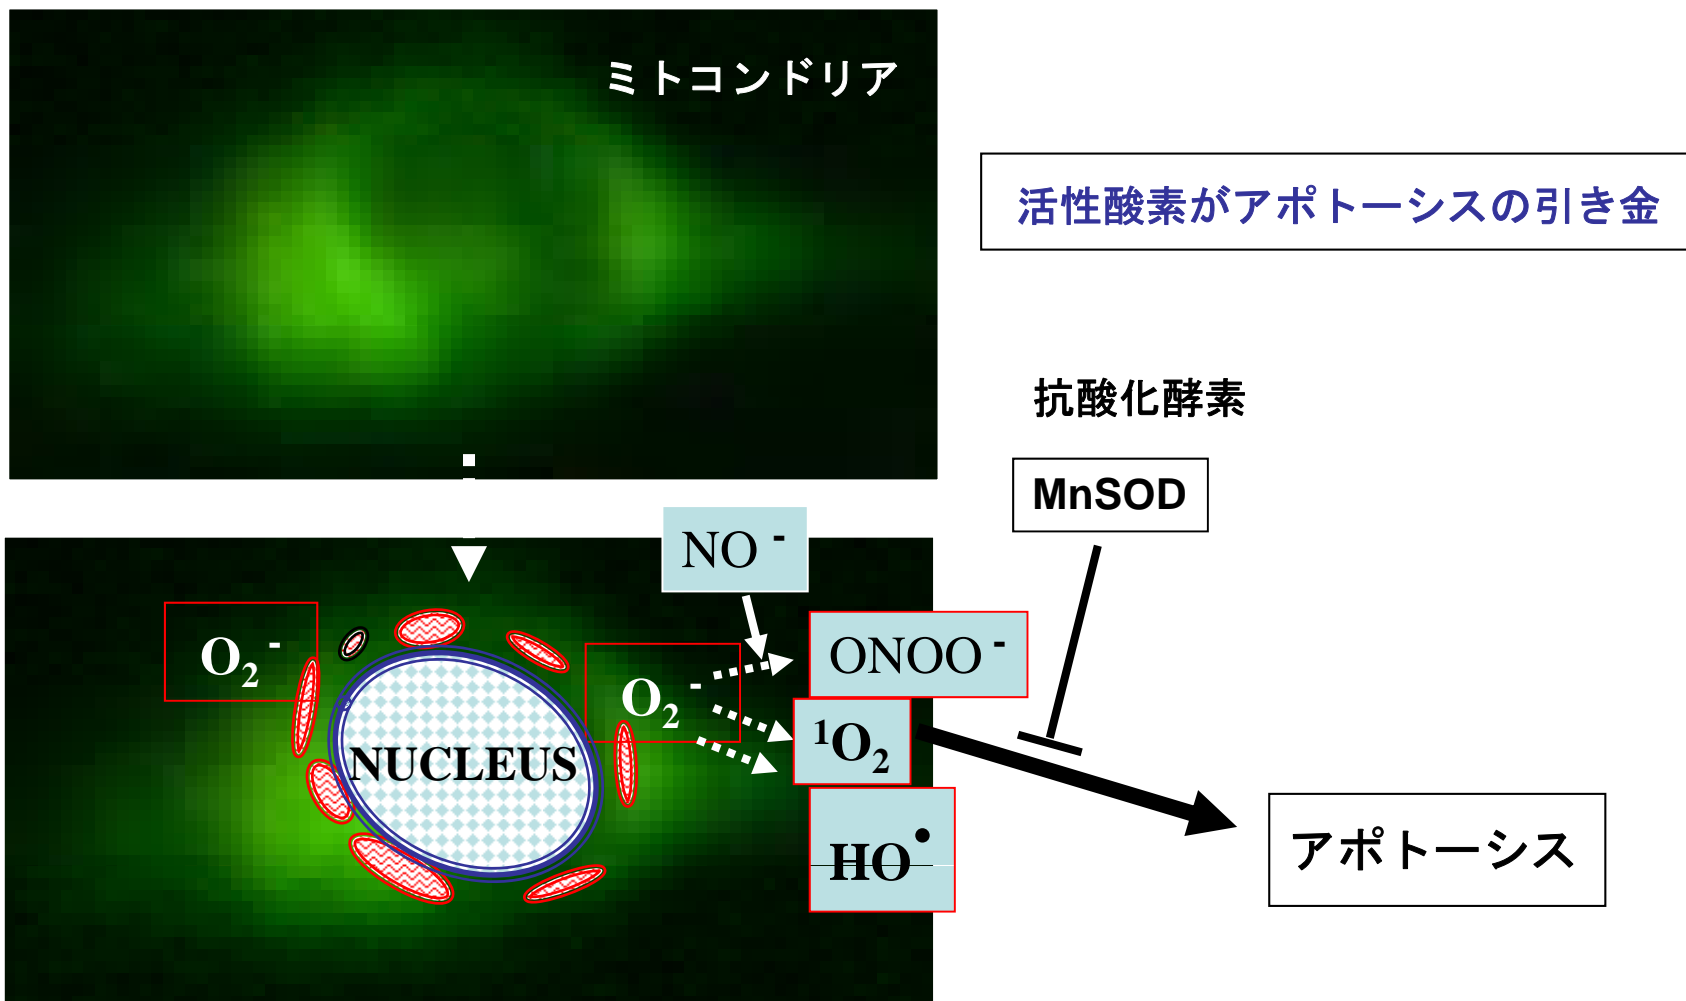 ミトコンドリア
活性酸素がアポトーシスの引き金
抗酸化酵素
MnSOD
NO⁻
O₂⁻
O₂⁻
ONOO⁻
¹O₂
HO•
NUCLEUS
アポトーシス